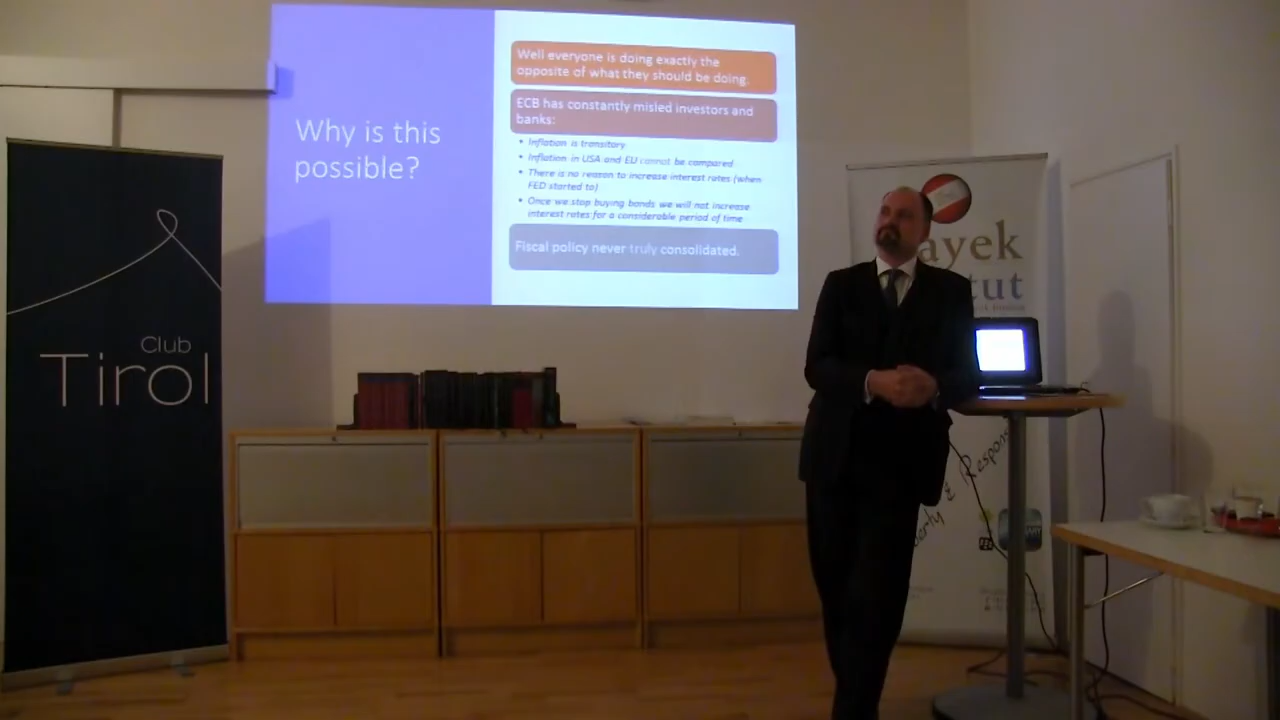 Why is this
possible?
Well everyone is doing exactly the
opposite of what they should be doing.
ECB has constantly misled investors and
banks:
• Inflation is transitory
• Inflation in USA and EU cannot be compared
• There is no reason to increase interest rates (when
FED started to)
• Once we stop buying bonds we will not increase
interest rates for a considerable period of time
Fiscal policy never truly consolidated.
Club
Tirol
ayek
tut
erty & Respons